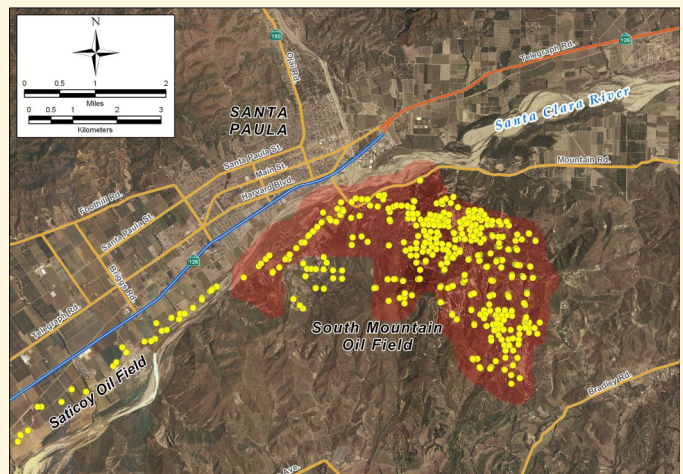 N
0 0.5 1 2
Miles
0 0.5 1 2 3
Kilometers
150
Ojai Rd.
126
Telegraph Rd.
SANTA
PAULA
Santa Clara River
Santa Paula St.
Main St.
Harvard Blvd.
Mountain Rd.
Foothill Rd.
Santa Paula St.
Briggs Rd.
126
Telegraph Rd.
South Mountain
Oil Field
Saticoy Oil Field
Bradley Rd.
Ave.